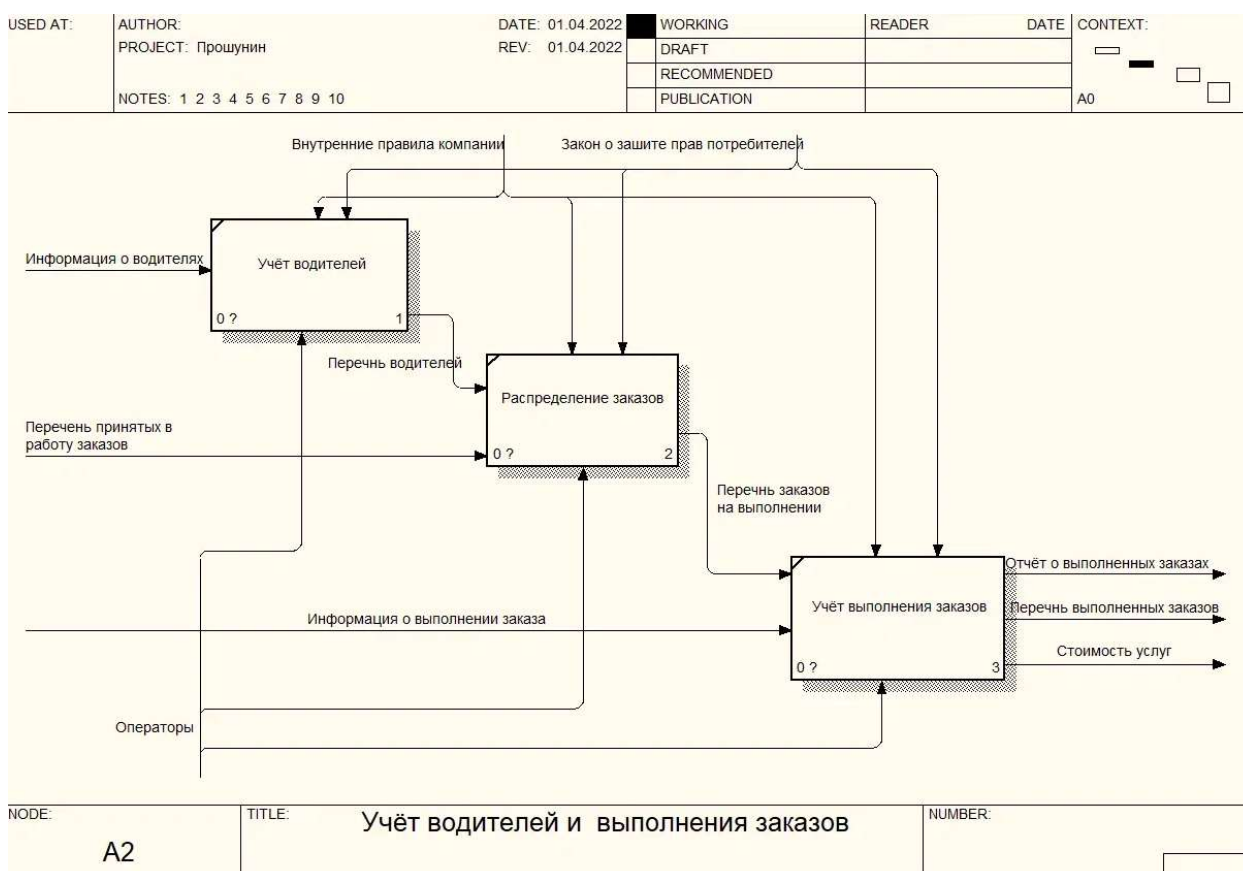 USED AT:
AUTHOR:
DATE: 01.04.2022
WORKING
READER
DATE
CONTEXT:
PROJECT: Прошунин
REV: 01.04.2022
DRAFT
RECOMMENDED
NOTES: 1 2 3 4 5 6 7 8 9 10
PUBLICATION
A0
Внутренние правила компании
Закон о зашите прав потребителей
Информация о водителях
Учёт водителей
0 ?
1
Перечнь водителей
Распределение заказов
Перечень принятых в
работу заказов
0 ?
2
Перечнь заказов
на выполнении
Отчёт о выполненных заказах
Учёт выполнения заказов
Перечнь выполненных заказов
Информация о выполнении заказа
Стоимость услуг
0 ?
3
Операторы
NODE:
TITLE:
Учёт водителей и выполнения заказов
NUMBER:
A2